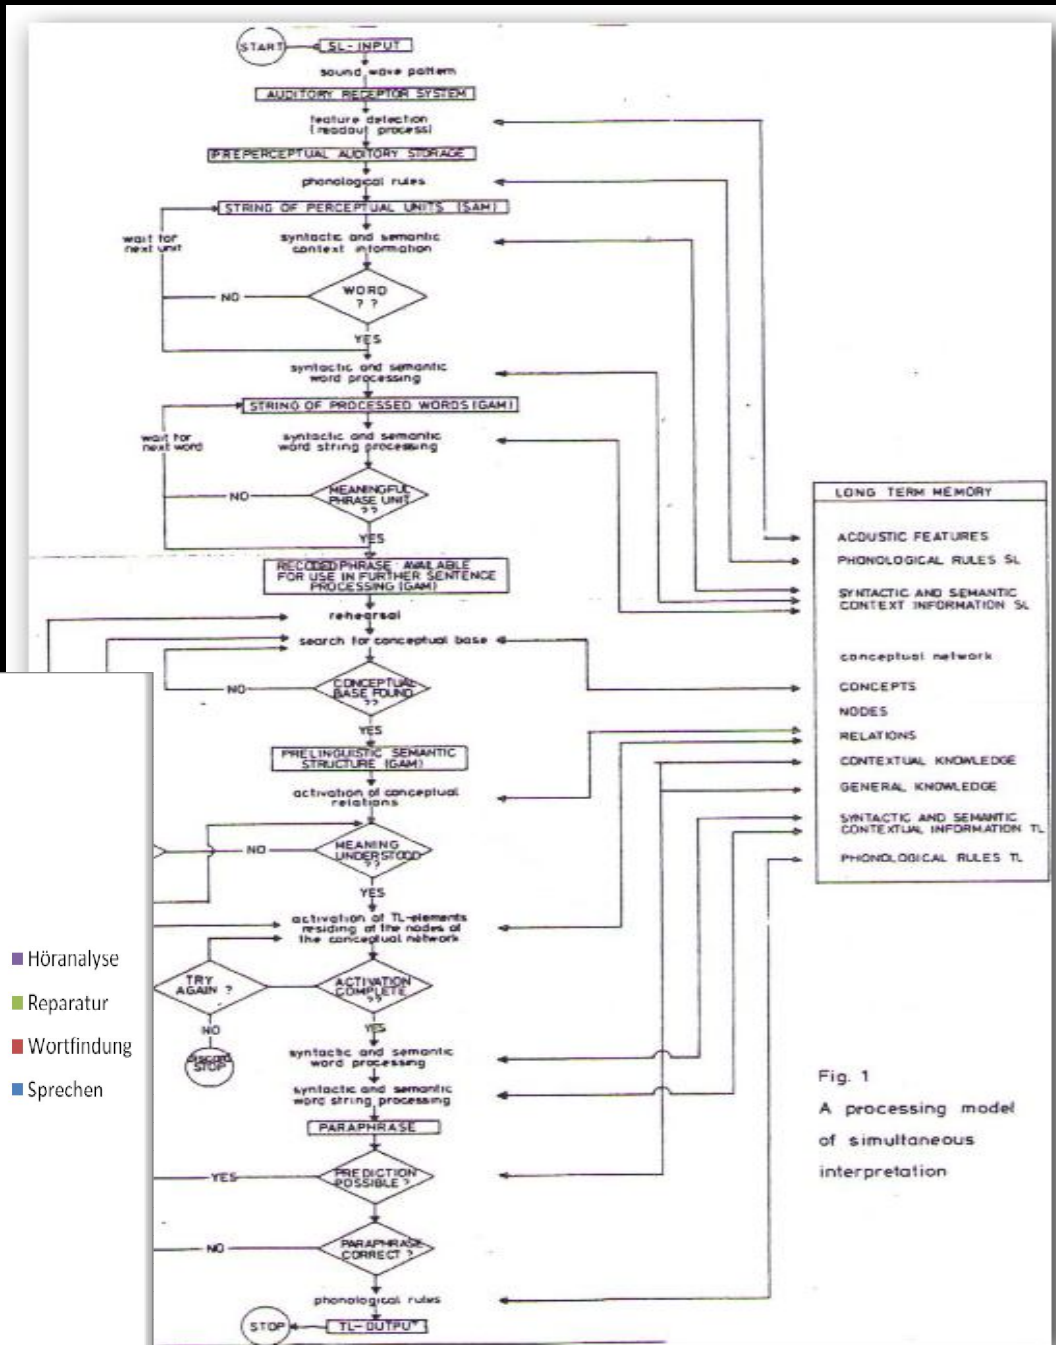 START
SL-INPUT
sound wave pattern
AUDITORY RECEPTOR SYSTEM
feature detection
(readout process)
PREPERCEPTUAL AUDITORY STORAGE
phonological rules
STRING OF PERCEPTUAL UNITS (SAM)
wait for
next unit
syntactic and semantic
context information
WORD
? ?
NO
YES
syntactic and semantic
word processing
STRING OF PROCESSED WORDS (GAM)
wait for
next word
syntactic and semantic
word string processing
MEANINGFUL
PHRASE UNIT
??
NO
YES
RECODED PHRASE: AVAILABLE
FOR USE IN FURTHER SENTENCE
PROCESSING (GAM)
rehearsal
search for conceptual base
CONCEPTUAL
BASE FOUND
??
NO
YES
PRELINGUISTIC SEMANTIC
STRUCTURE (GAM)
activation of conceptual
relations
MEANING
UNDERSTOOD
??
NO
YES
activation of TL-elements
residing at the nodes of
the conceptual network
TRY
AGAIN ?
ACTIVATION
COMPLETE
??
NO
YES
discard
STOP
syntactic and semantic
word processing
syntactic and semantic
word string processing
PARAPHRASE
PREDICTION
POSSIBLE ?
YES
PARAPHRASE
CORRECT ?
NO
phonological rules
STOP
TL-OUTPUT
LONG TERM MEMORY
ACOUSTIC FEATURES
PHONOLOGICAL RULES SL
SYNTACTIC AND SEMANTIC
CONTEXT INFORMATION SL
conceptual network
CONCEPTS
NODES
RELATIONS
CONTEXTUAL KNOWLEDGE
GENERAL KNOWLEDGE
SYNTACTIC AND SEMANTIC
CONTEXTUAL INFORMATION TL
PHONOLOGICAL RULES TL
Fig. 1
A processing model
of simultaneous
interpretation
Höranalyse
Reparatur
Wortfindung
Sprechen